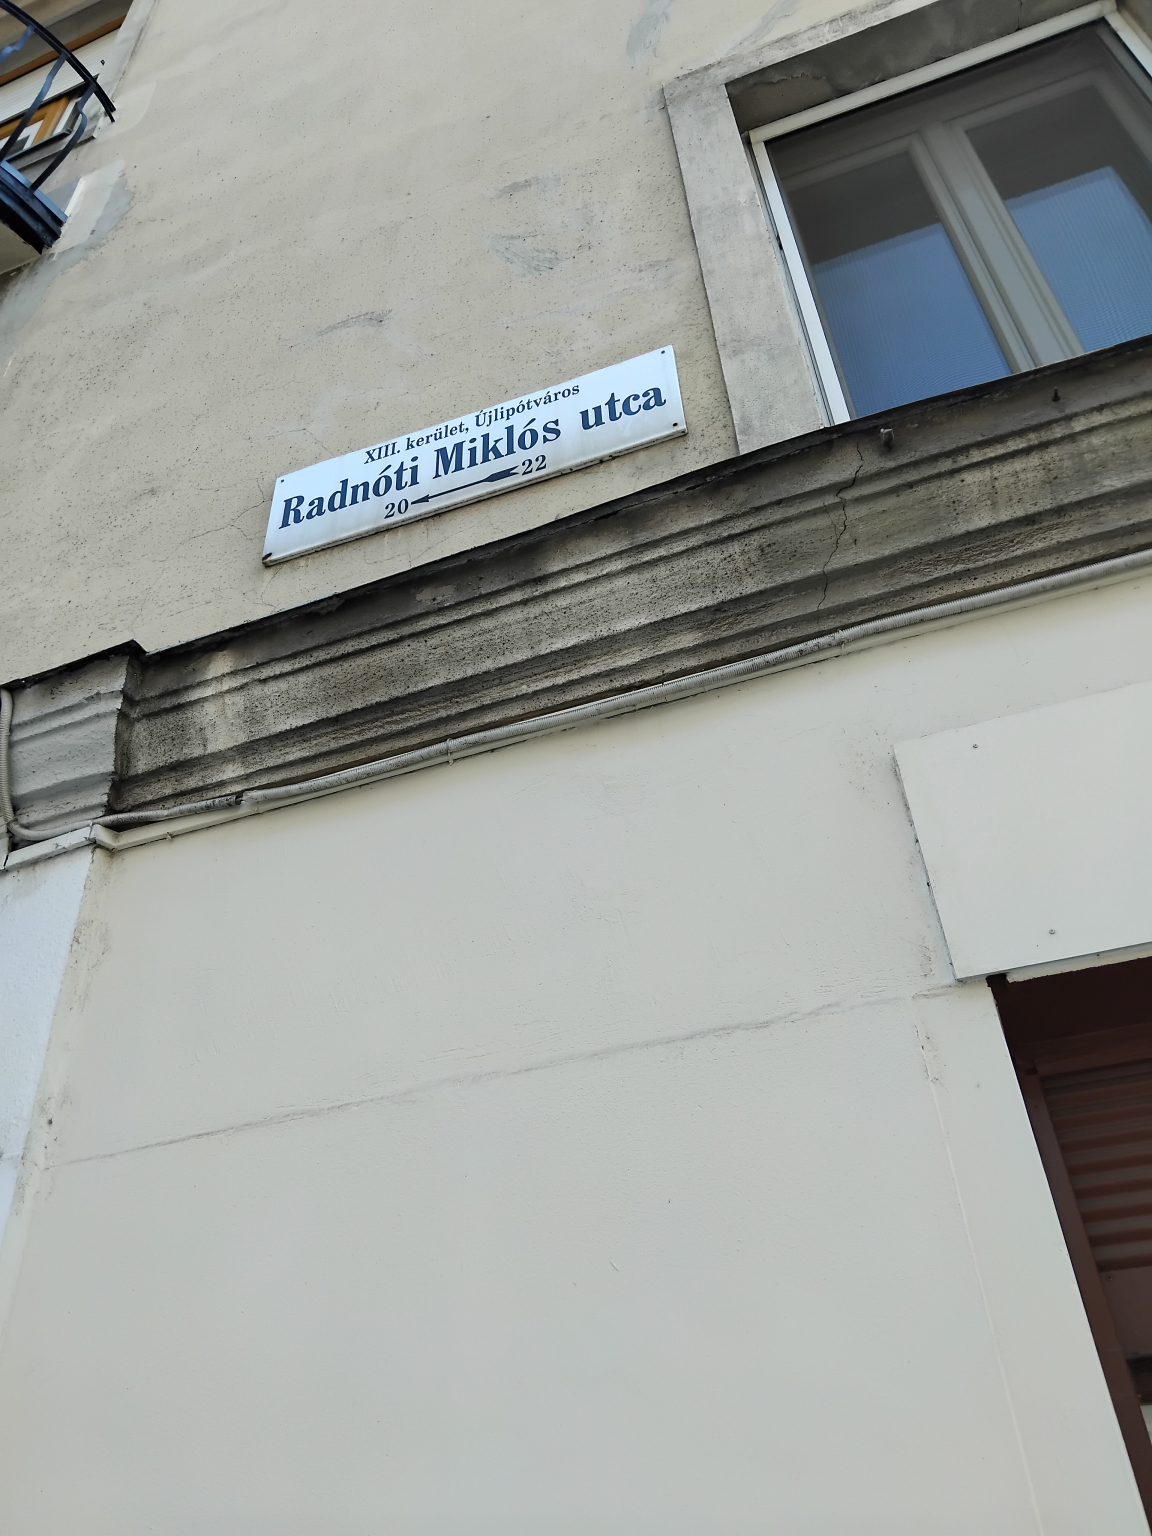 XIII. kerület, Újlipótváros
Radnóti Miklós utca
20 22